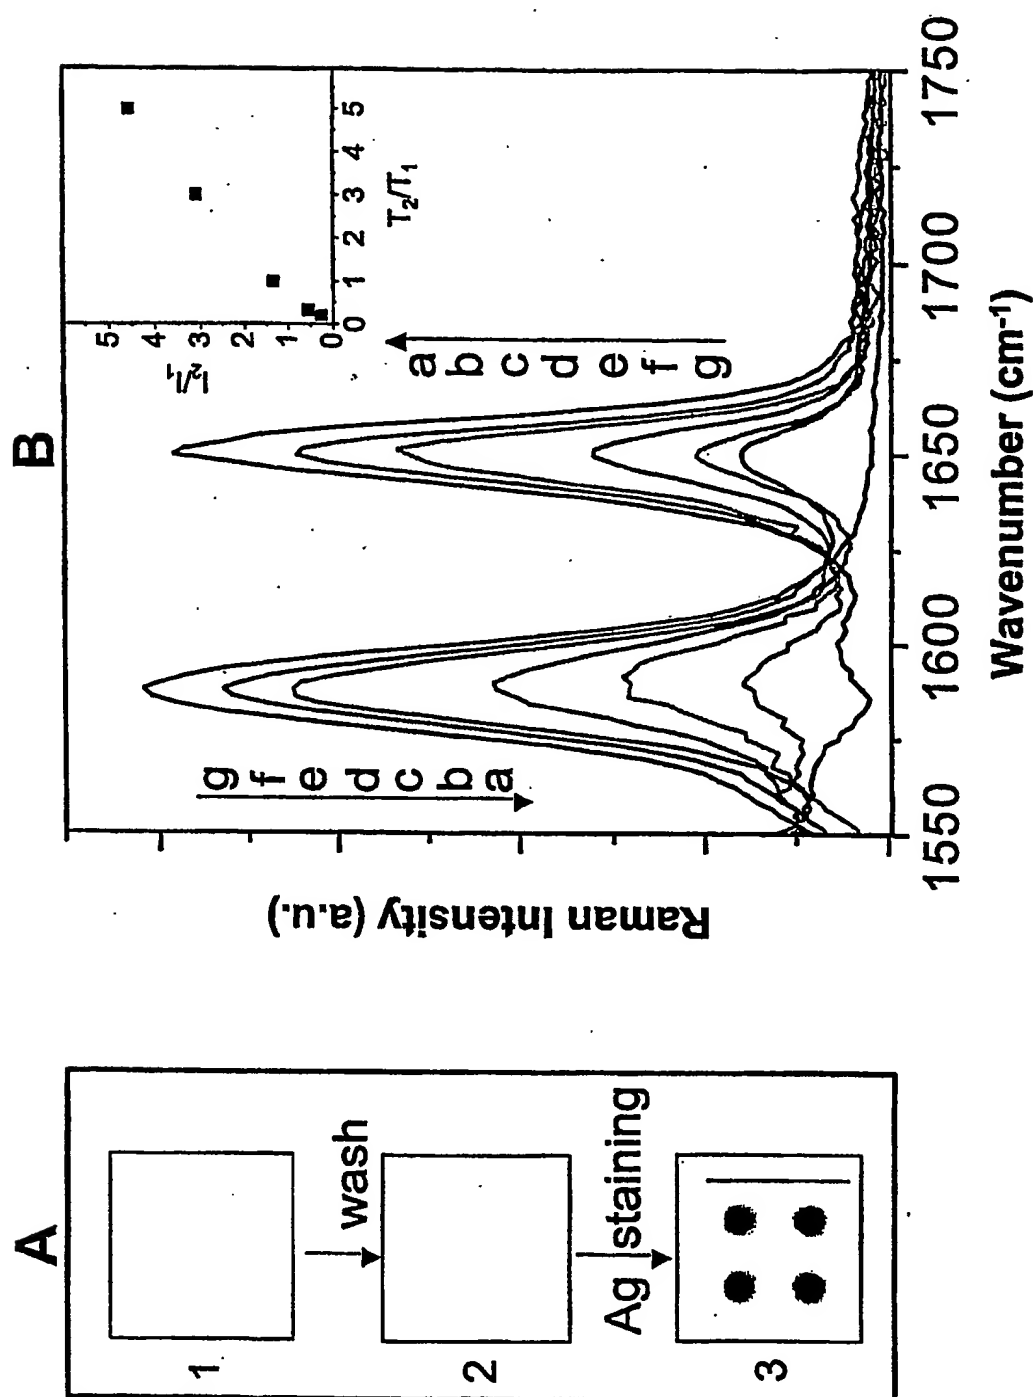 A
1
wash
2
Ag staining
3
B
Raman Intensity (a.u.)
g f e d c b a
a b c d e f g
I₂/I₁
5
4
3
2
1
0
0 1 2 3 4 5
T₂/T₁
1550 1600 1650 1700 1750
Wavenumber (cm⁻¹)